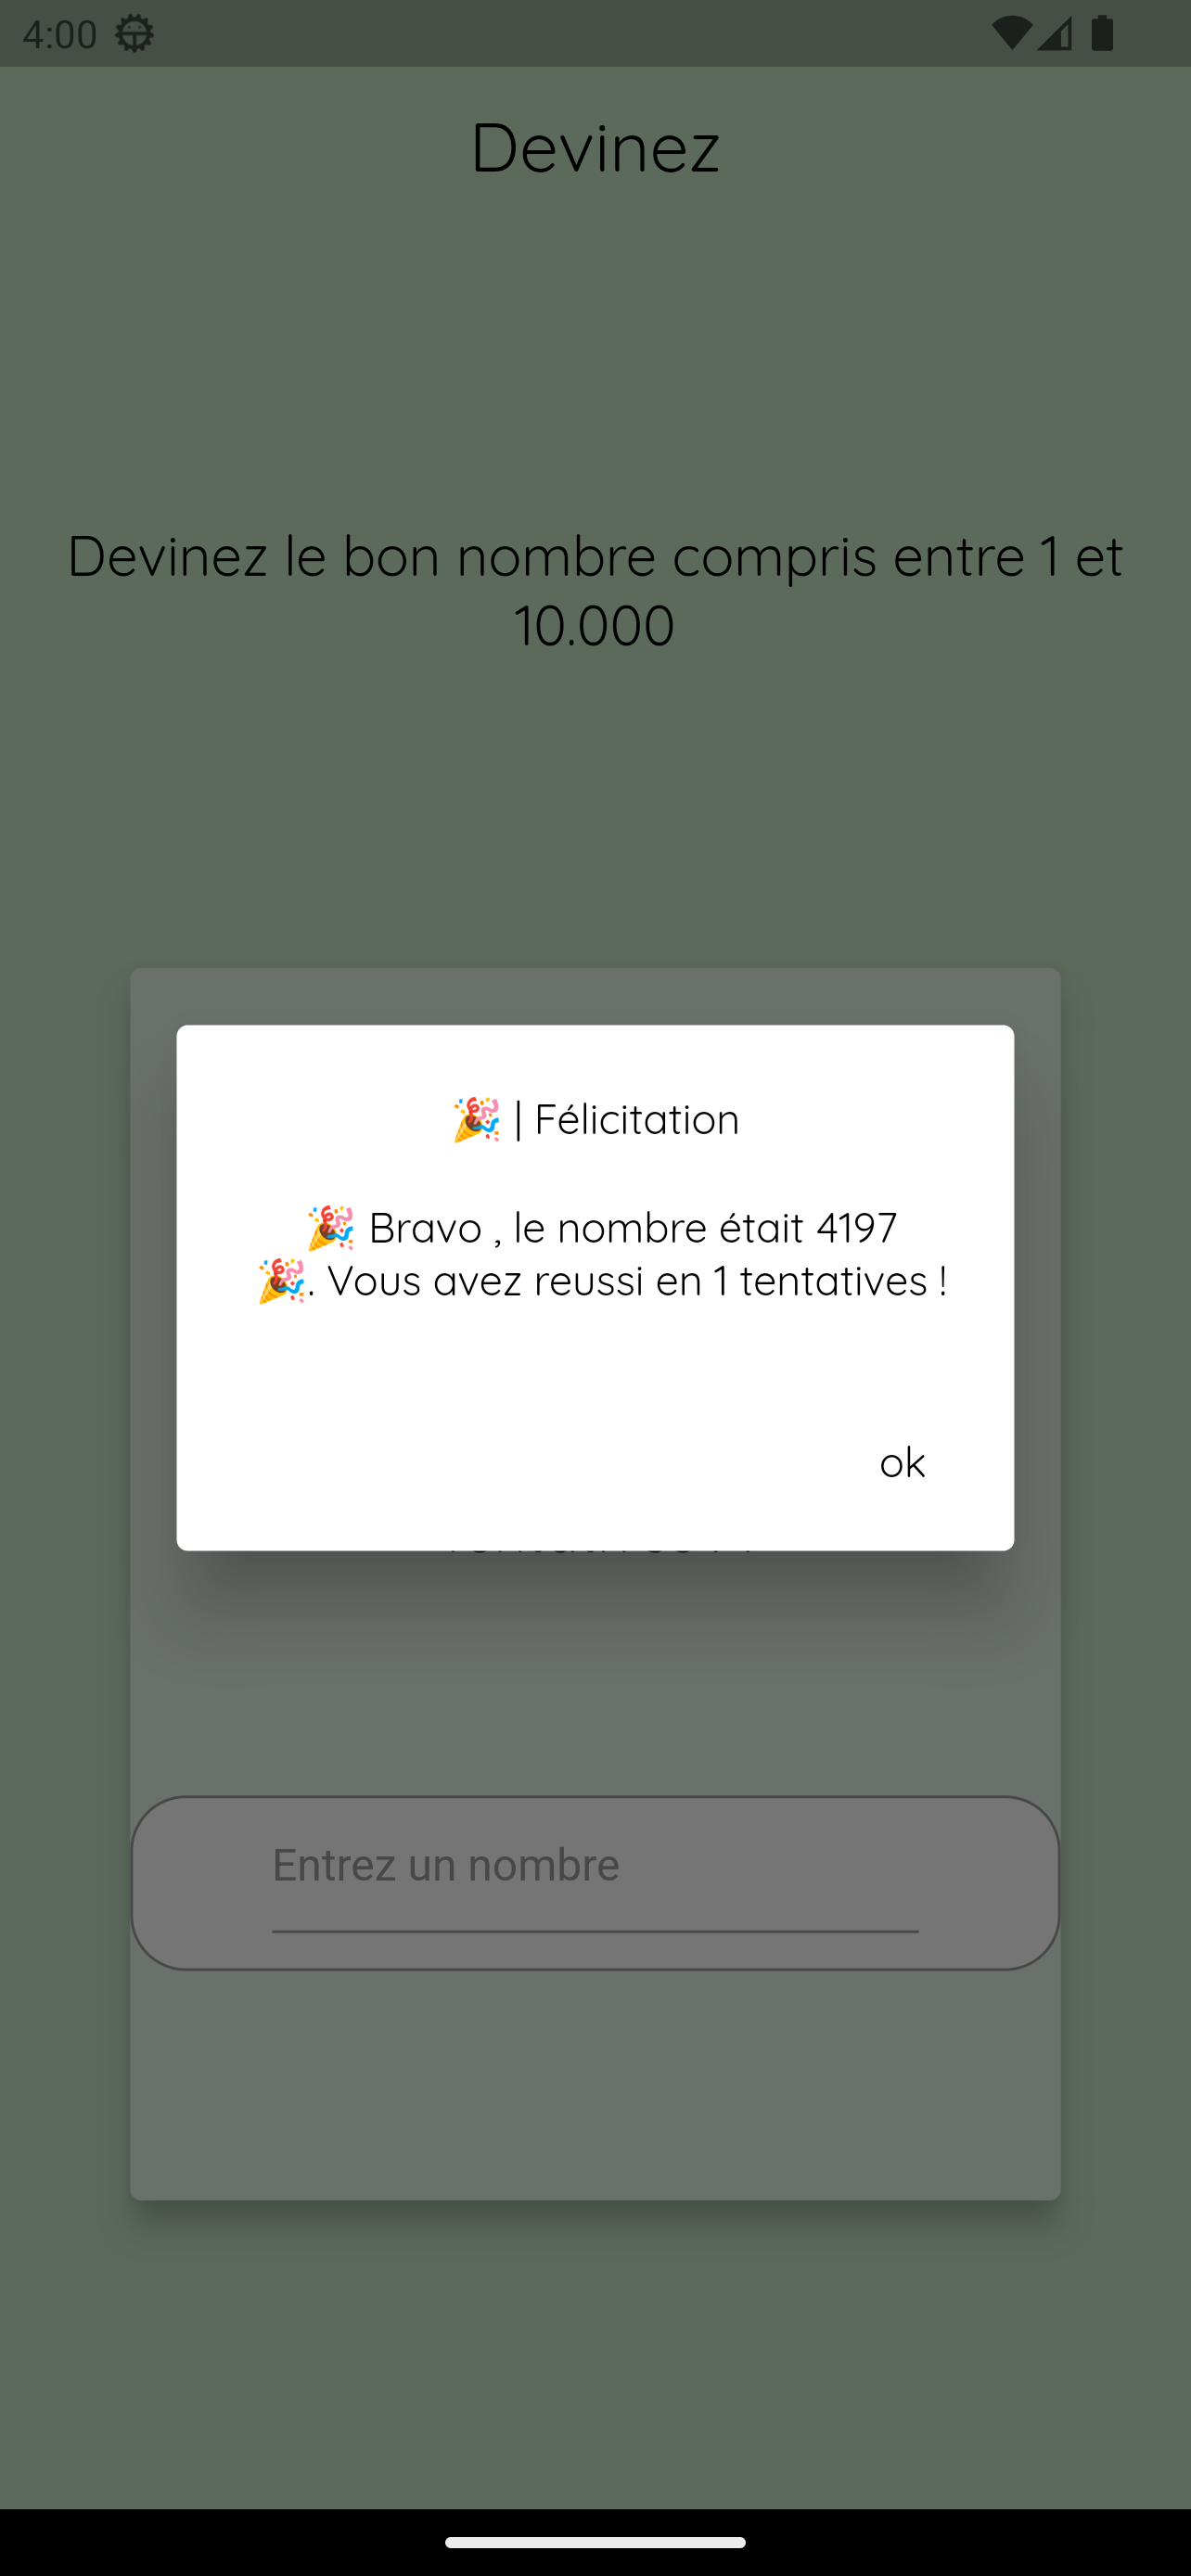 4:00
Devinez
Devinez le bon nombre compris entre 1 et
10.000
🎉 | Félicitation
🎉 Bravo , le nombre était 4197
🎉. Vous avez reussi en 1 tentatives !
ok
Entrez un nombre